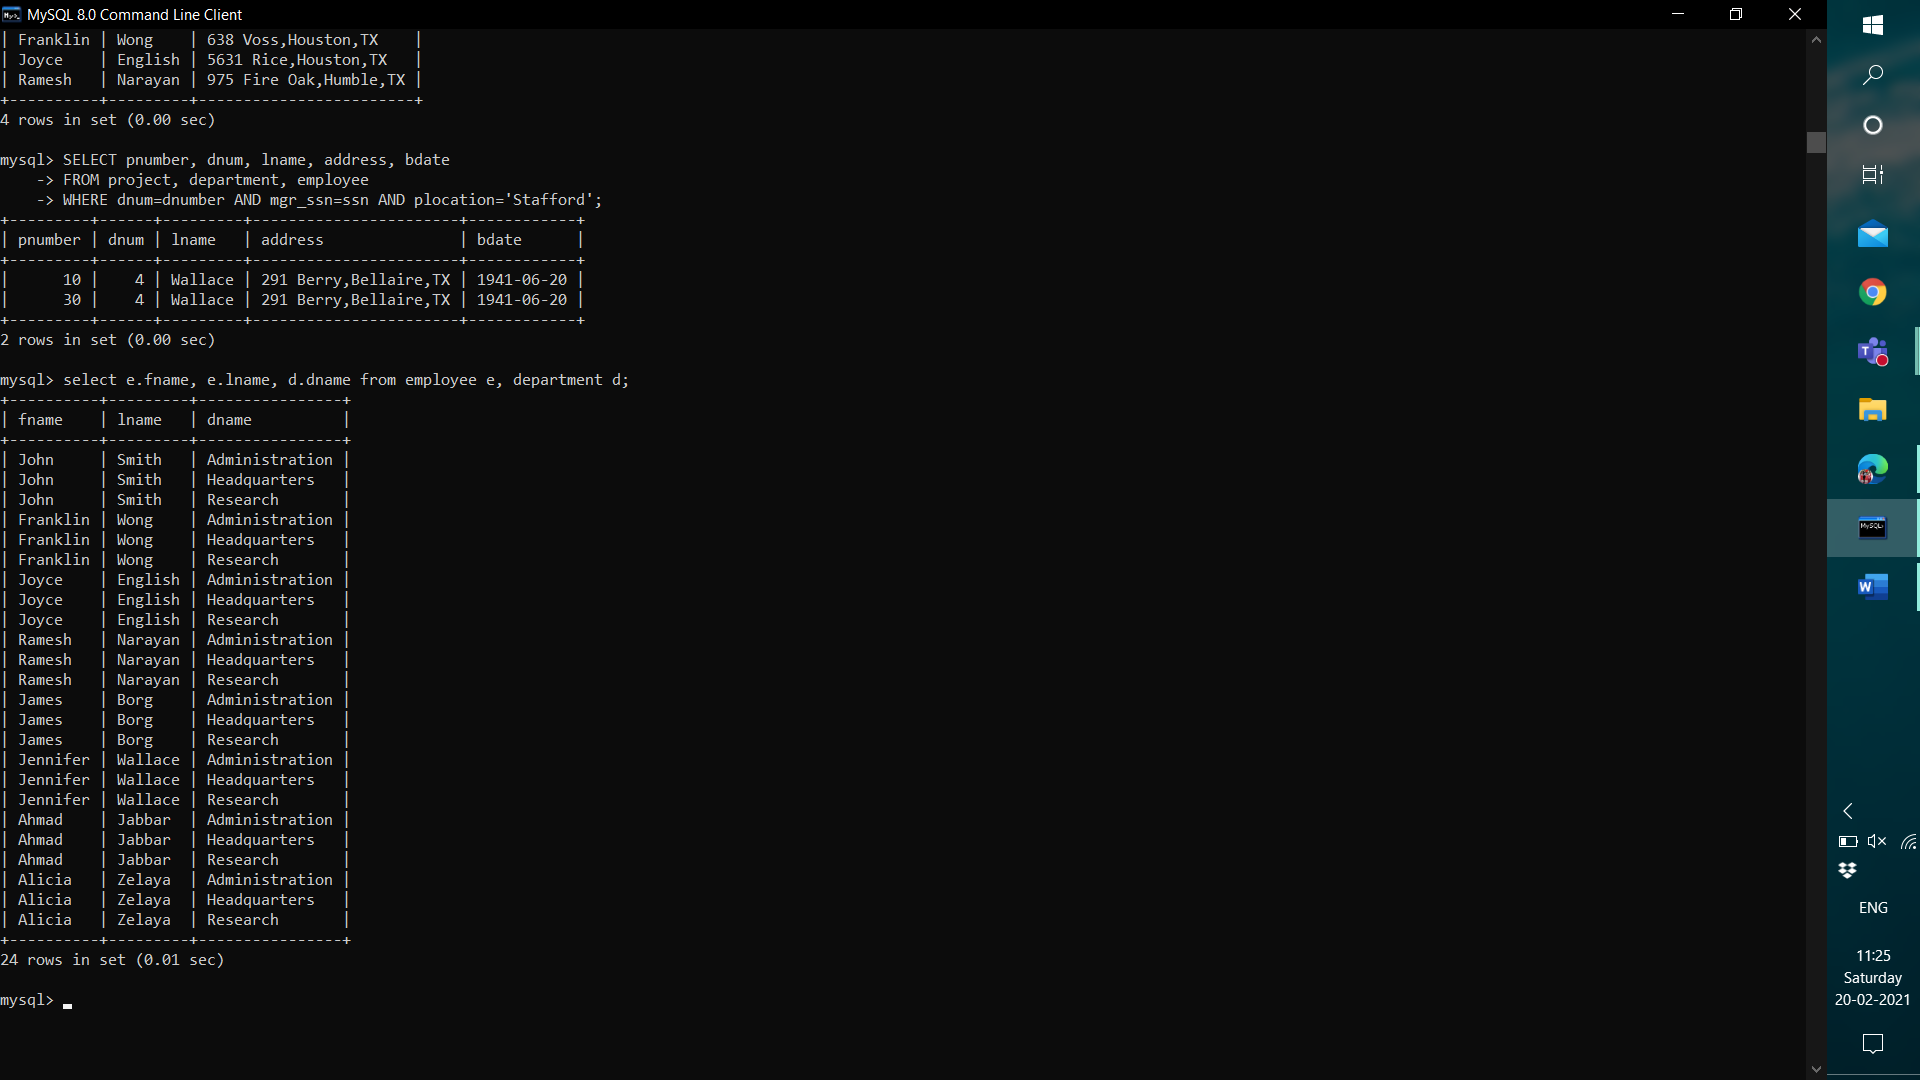 MySQL 8.0 Command Line Client
| Franklin | Wong    | 638 Voss,Houston,TX    |
| Joyce    | English | 5631 Rice,Houston,TX   |
| Ramesh   | Narayan | 975 Fire Oak,Humble,TX |
+----------+---------+------------------------+
4 rows in set (0.00 sec)
mysql> SELECT pnumber, dnum, lname, address, bdate
    -> FROM project, department, employee
    -> WHERE dnum=dnumber AND mgr_ssn=ssn AND plocation='Stafford';
+---------+------+---------+-----------------------+------------+
| pnumber | dnum | lname   | address               | bdate      |
+---------+------+---------+-----------------------+------------+
|      10 |    4 | Wallace | 291 Berry,Bellaire,TX | 1941-06-20 |
|      30 |    4 | Wallace | 291 Berry,Bellaire,TX | 1941-06-20 |
+---------+------+---------+-----------------------+------------+
2 rows in set (0.00 sec)
mysql> select e.fname, e.lname, d.dname from employee e, department d;
+----------+---------+----------------+
| fname    | lname   | dname          |
+----------+---------+----------------+
| John     | Smith   | Administration |
| John     | Smith   | Headquarters   |
| John     | Smith   | Research       |
| Franklin | Wong    | Administration |
| Franklin | Wong    | Headquarters   |
| Franklin | Wong    | Research       |
| Joyce    | English | Administration |
| Joyce    | English | Headquarters   |
| Joyce    | English | Research       |
| Ramesh   | Narayan | Administration |
| Ramesh   | Narayan | Headquarters   |
| Ramesh   | Narayan | Research       |
| James    | Borg    | Administration |
| James    | Borg    | Headquarters   |
| James    | Borg    | Research       |
| Jennifer | Wallace | Administration |
| Jennifer | Wallace | Headquarters   |
| Jennifer | Wallace | Research       |
| Ahmad    | Jabbar  | Administration |
| Ahmad    | Jabbar  | Headquarters   |
| Ahmad    | Jabbar  | Research       |
| Alicia   | Zelaya  | Administration |
| Alicia   | Zelaya  | Headquarters   |
| Alicia   | Zelaya  | Research       |
+----------+---------+----------------+
24 rows in set (0.01 sec)
mysql>
ENG
11:25
Saturday
20-02-2021